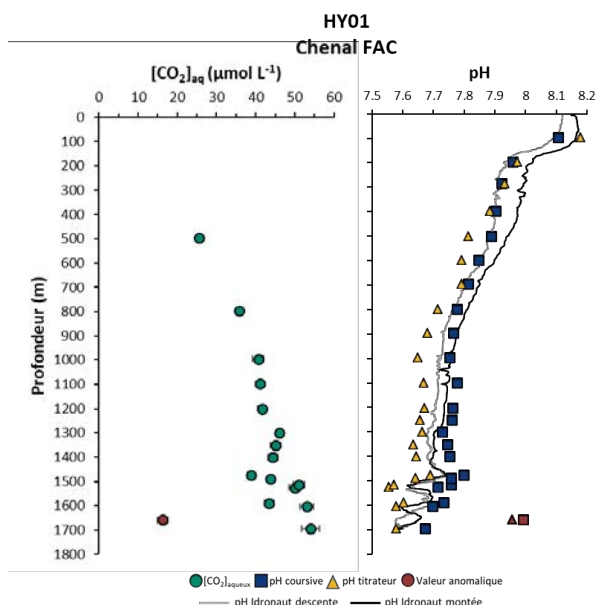 HY01
Chenal FAC
[CO2]aq (µmol L-1)
0 10 20 30 40 50 60
pH
7.5 7.6 7.7 7.8 7.9 8 8.1 8.2
Profondeur (m)
0
100
200
300
400
500
600
700
800
900
1000
1100
1200
1300
1400
1500
1600
1700
1800
[CO2]aqueux pH coursive pH titrateur Valeur anomalique
pH Idronaut descente pH Idronaut montée